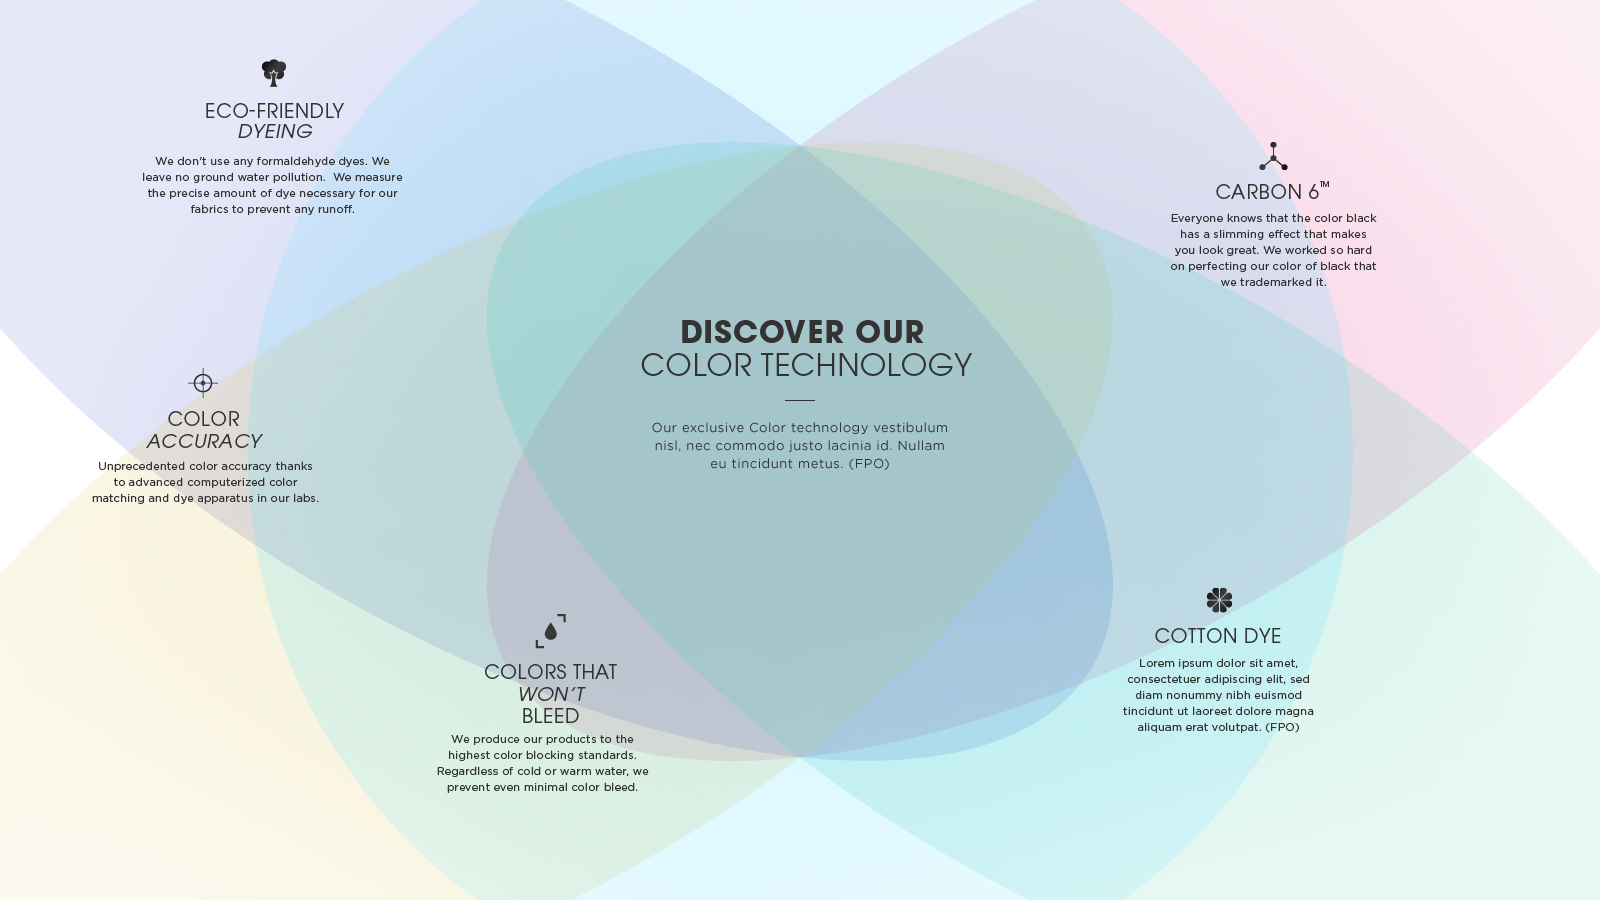 ECO-FRIENDLY
DYEING
We don't use any formaldehyde dyes. We
leave no ground water pollution.  We measure
the precise amount of dye necessary for our
fabrics to prevent any runoff.
CARBON 6™
Everyone knows that the color black
has a slimming effect that makes
you look great. We worked so hard
on perfecting our color of black that
we trademarked it.
DISCOVER OUR
COLOR TECHNOLOGY
Our exclusive Color technology vestibulum
nisl, nec commodo justo lacinia id. Nullam
eu tincidunt metus. (FPO)
COLOR
ACCURACY
Unprecedented color accuracy thanks
to advanced computerized color
matching and dye apparatus in our labs.
COLORS THAT
WON'T
BLEED
We produce our products to the
highest color blocking standards.
Regardless of cold or warm water, we
prevent even minimal color bleed.
COTTON DYE
Lorem ipsum dolor sit amet,
consectetuer adipiscing elit, sed
diam nonummy nibh euismod
tincidunt ut laoreet dolore magna
aliquam erat volutpat. (FPO)